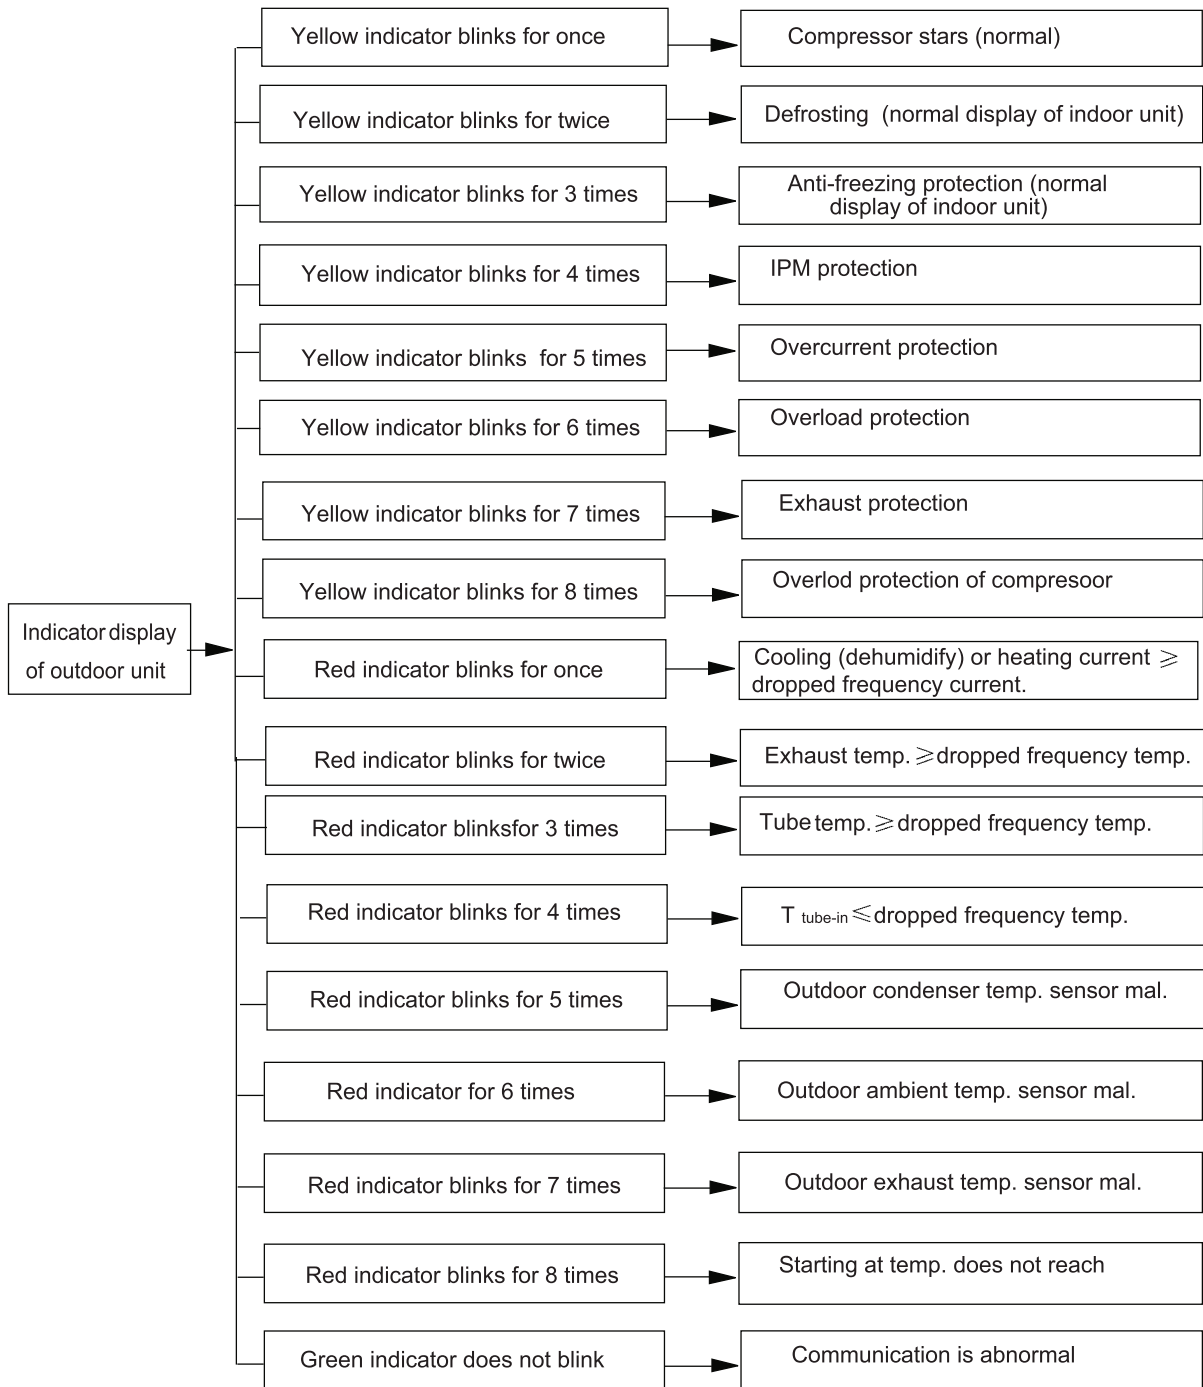 Yellow indicator blinks for once
Compressor stars (normal)
Yellow indicator blinks for twice
Defrosting (normal display of indoor unit)
Yellow indicator blinks for 3 times
Anti-freezing protection (normal
display of indoor unit)
Yellow indicator blinks for 4 times
IPM protection
Yellow indicator blinks for 5 times
Overcurrent protection
Yellow indicator blinks for 6 times
Overload protection
Yellow indicator blinks for 7 times
Exhaust protection
Yellow indicator blinks for 8 times
Overlod protection of compresoor
Indicator display
of outdoor unit
Red indicator blinks for once
Cooling (dehumidify) or heating current ≥
dropped frequency current.
Red indicator blinks for twice
Exhaust temp. ≥dropped frequency temp.
Red indicator blinksfor 3 times
Tube temp. ≥dropped frequency temp.
Red indicator blinks for 4 times
T tube-in ≤dropped frequency temp.
Red indicator blinks for 5 times
Outdoor condenser temp. sensor mal.
Red indicator for 6 times
Outdoor ambient temp. sensor mal.
Red indicator blinks for 7 times
Outdoor exhaust temp. sensor mal.
Red indicator blinks for 8 times
Starting at temp. does not reach
Green indicator does not blink
Communication is abnormal